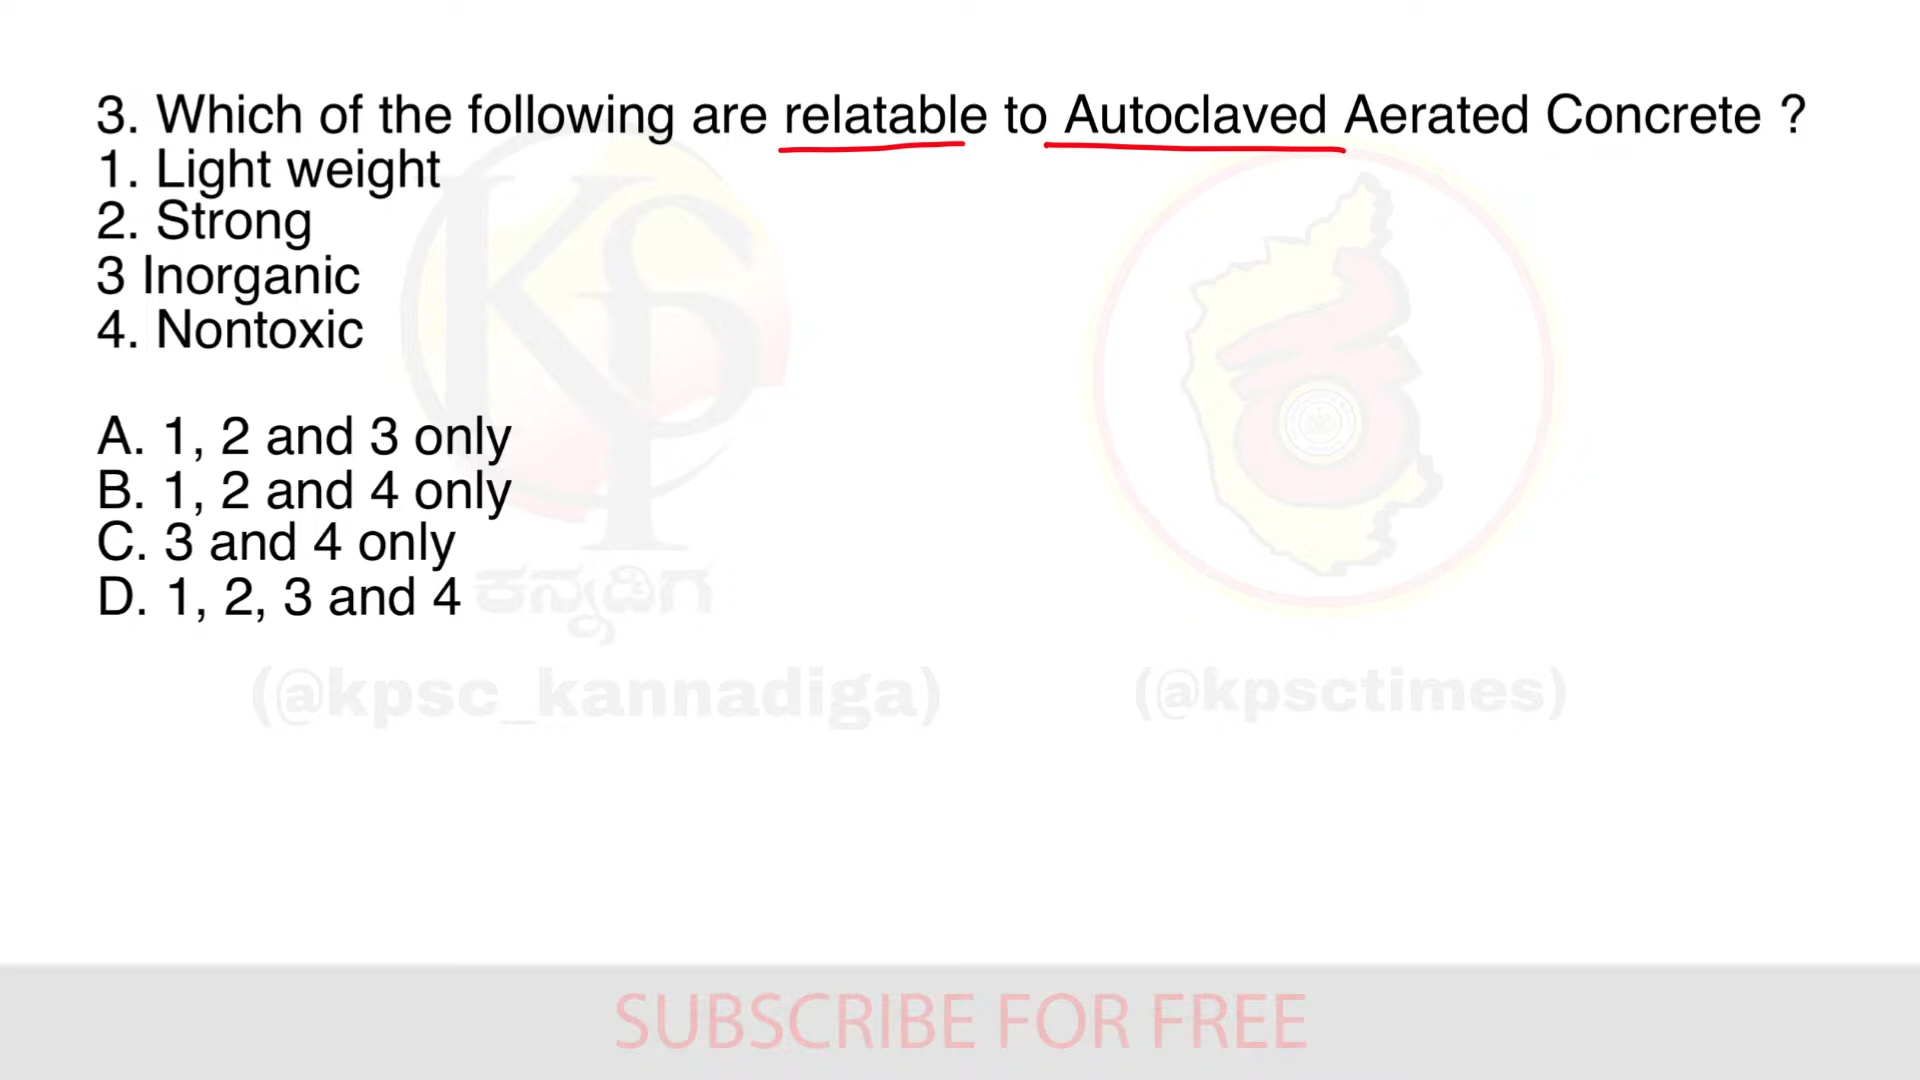 3. Which of the following are relatable to Autoclaved Aerated Concrete ?
1. Light weight
2. Strong
3 Inorganic
4. Nontoxic
A. 1, 2 and 3 only
B. 1, 2 and 4 only
C. 3 and 4 only
D. 1, 2, 3 and 4
ಕನ್ನಡಿಗ
(@kpsc_kannadiga)
(@kpsctimes)
SUBSCRIBE FOR FREE